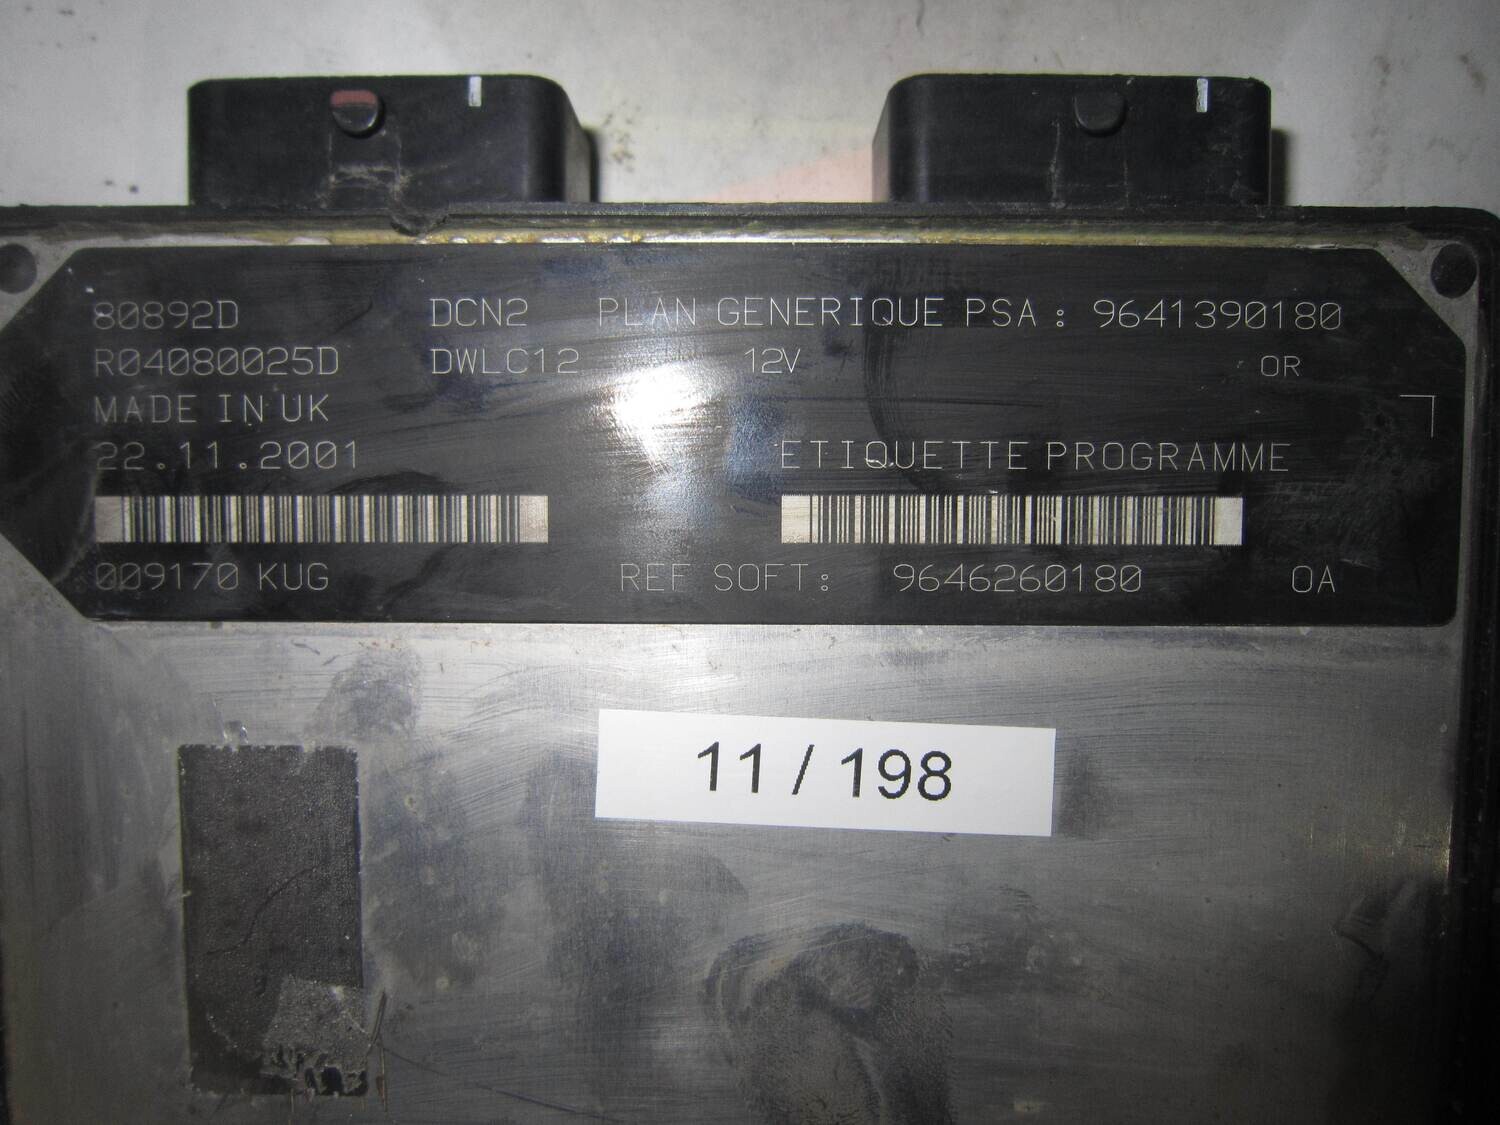 80892D DCN2 PLAN GENERIQUE PSA : 9641390180
R04080025D DWLC12 12V OR
MADE IN UK
22.11.2001
ETIQUETTE PROGRAMME
009170 KUG REF SOFT: 9646260180 0A
11 / 198